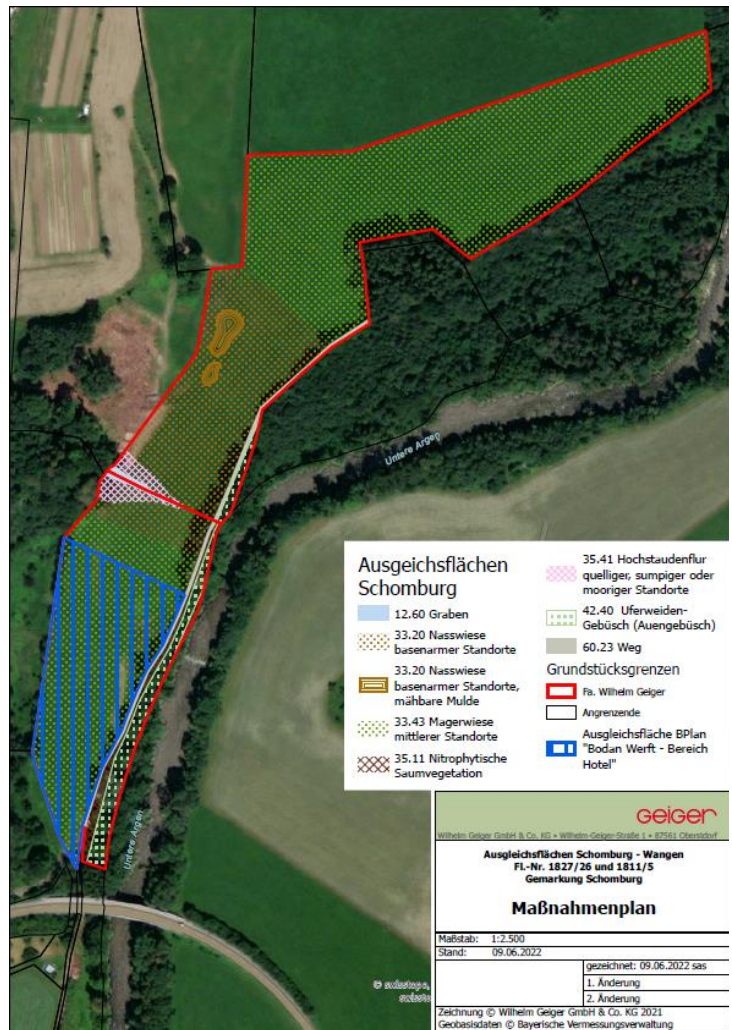 Untere Argen
Untere Argen
Ausgeichsflächen
Schomburg
12.60 Graben
33.20 Nasswiese
basenarmer Standorte
33.20 Nasswiese
basenarmer Standorte,
mähbare Mulde
33.43 Magerwiese
mittlerer Standorte
35.11 Nitrophytische
Saumvegetation
35.41 Hochstaudenflur
quelliger, sumpiger oder
mooriger Standorte
42.40 Uferweiden-
Gebüsch (Auengebüsch)
60.23 Weg
Grundstücksgrenzen
Fa. Wilhelm Geiger
Angrenzende
Ausgleichsfläche BPlan
"Bodan Werft - Bereich
Hotel"
© swisstopo,
swissto
GEIGER
Wilhelm Geiger GmbH & Co. KG • Wilhelm-Geiger-Straße 1 • 87561 Oberstdorf
Ausgleichsflächen Schomburg - Wangen
Fl.-Nr. 1827/26 und 1811/5
Gemarkung Schomburg
Maßnahmenplan
Maßstab: 1:2.500
Stand: 09.06.2022
gezeichnet: 09.06.2022 sas
1. Änderung
2. Änderung
Zeichnung © Wilhelm Geiger GmbH & Co. KG 2021
Geobasisdaten © Bayerische Vermessungsverwaltung